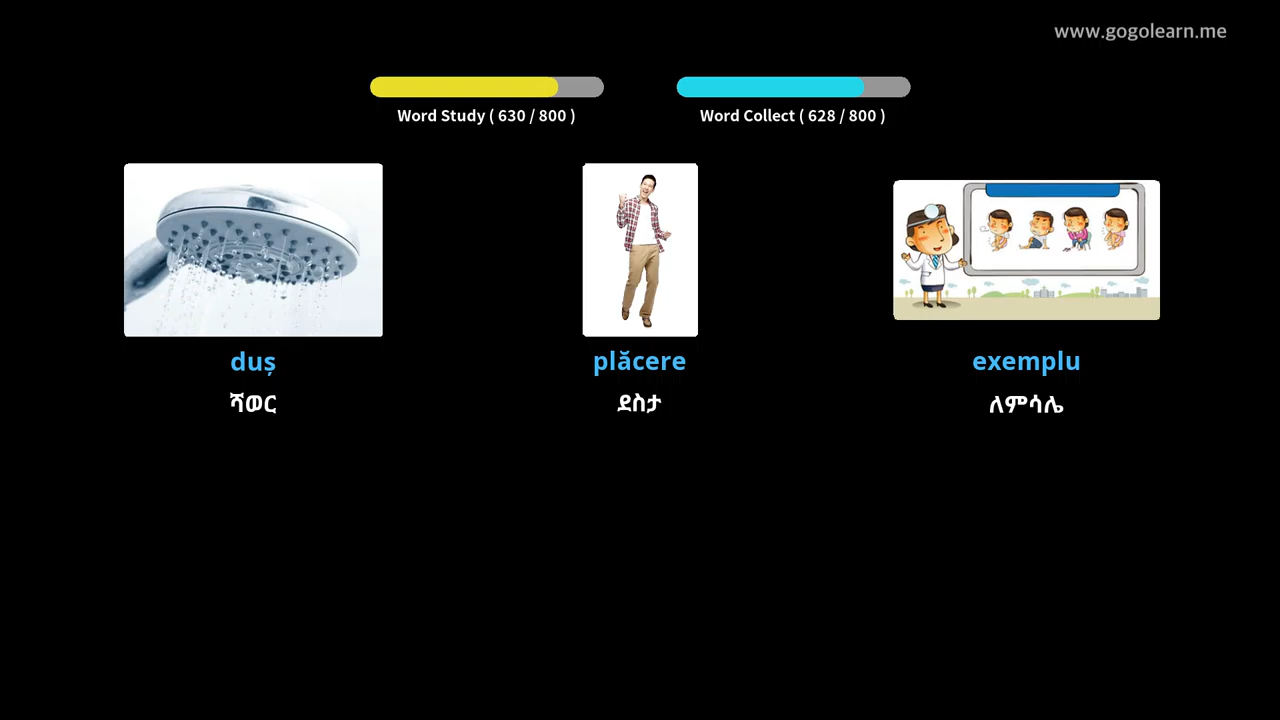 www.gogolearn.me
Word Study ( 630 / 800 )
Word Collect ( 628 / 800 )
duș
plăcere
exemplu
ሻወር
ደስታ
ለምሳሌ